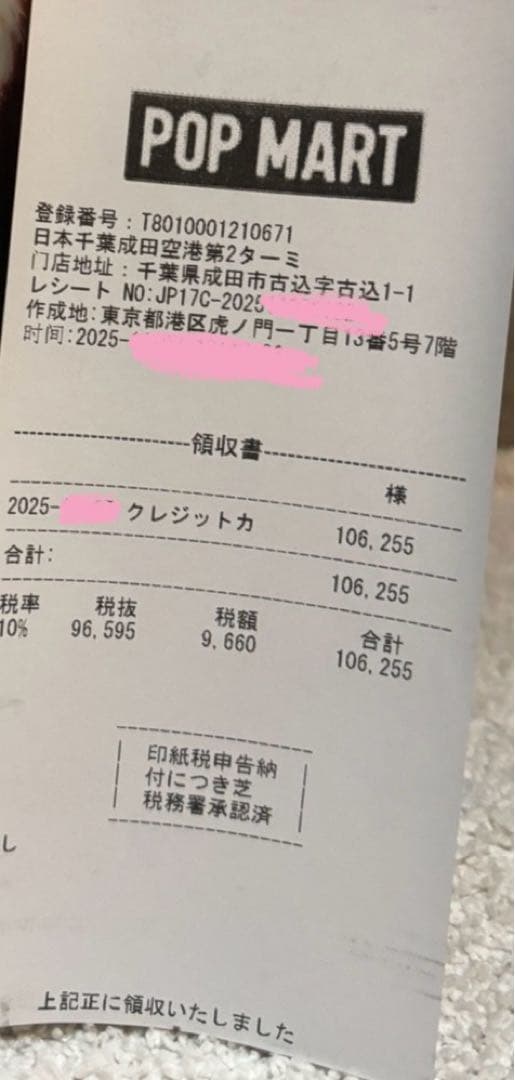 POP MART
登録番号：T8010001210671
日本千葉成田空港第2ターミ
门店地址：千葉県成田市古込字古込1-1
レシート NO:JP17C-2025
作成地:東京都港区虎ノ門一丁目13番5号7階
时间:2025-
領収書
様
2025- クレジットカ 106,255
合計: 106,255
税率 税抜 税額 合計
10% 96,595 9,660 106,255
印紙税申告納
付につき芝
税務署承認済
し
上記正に領収いたしました